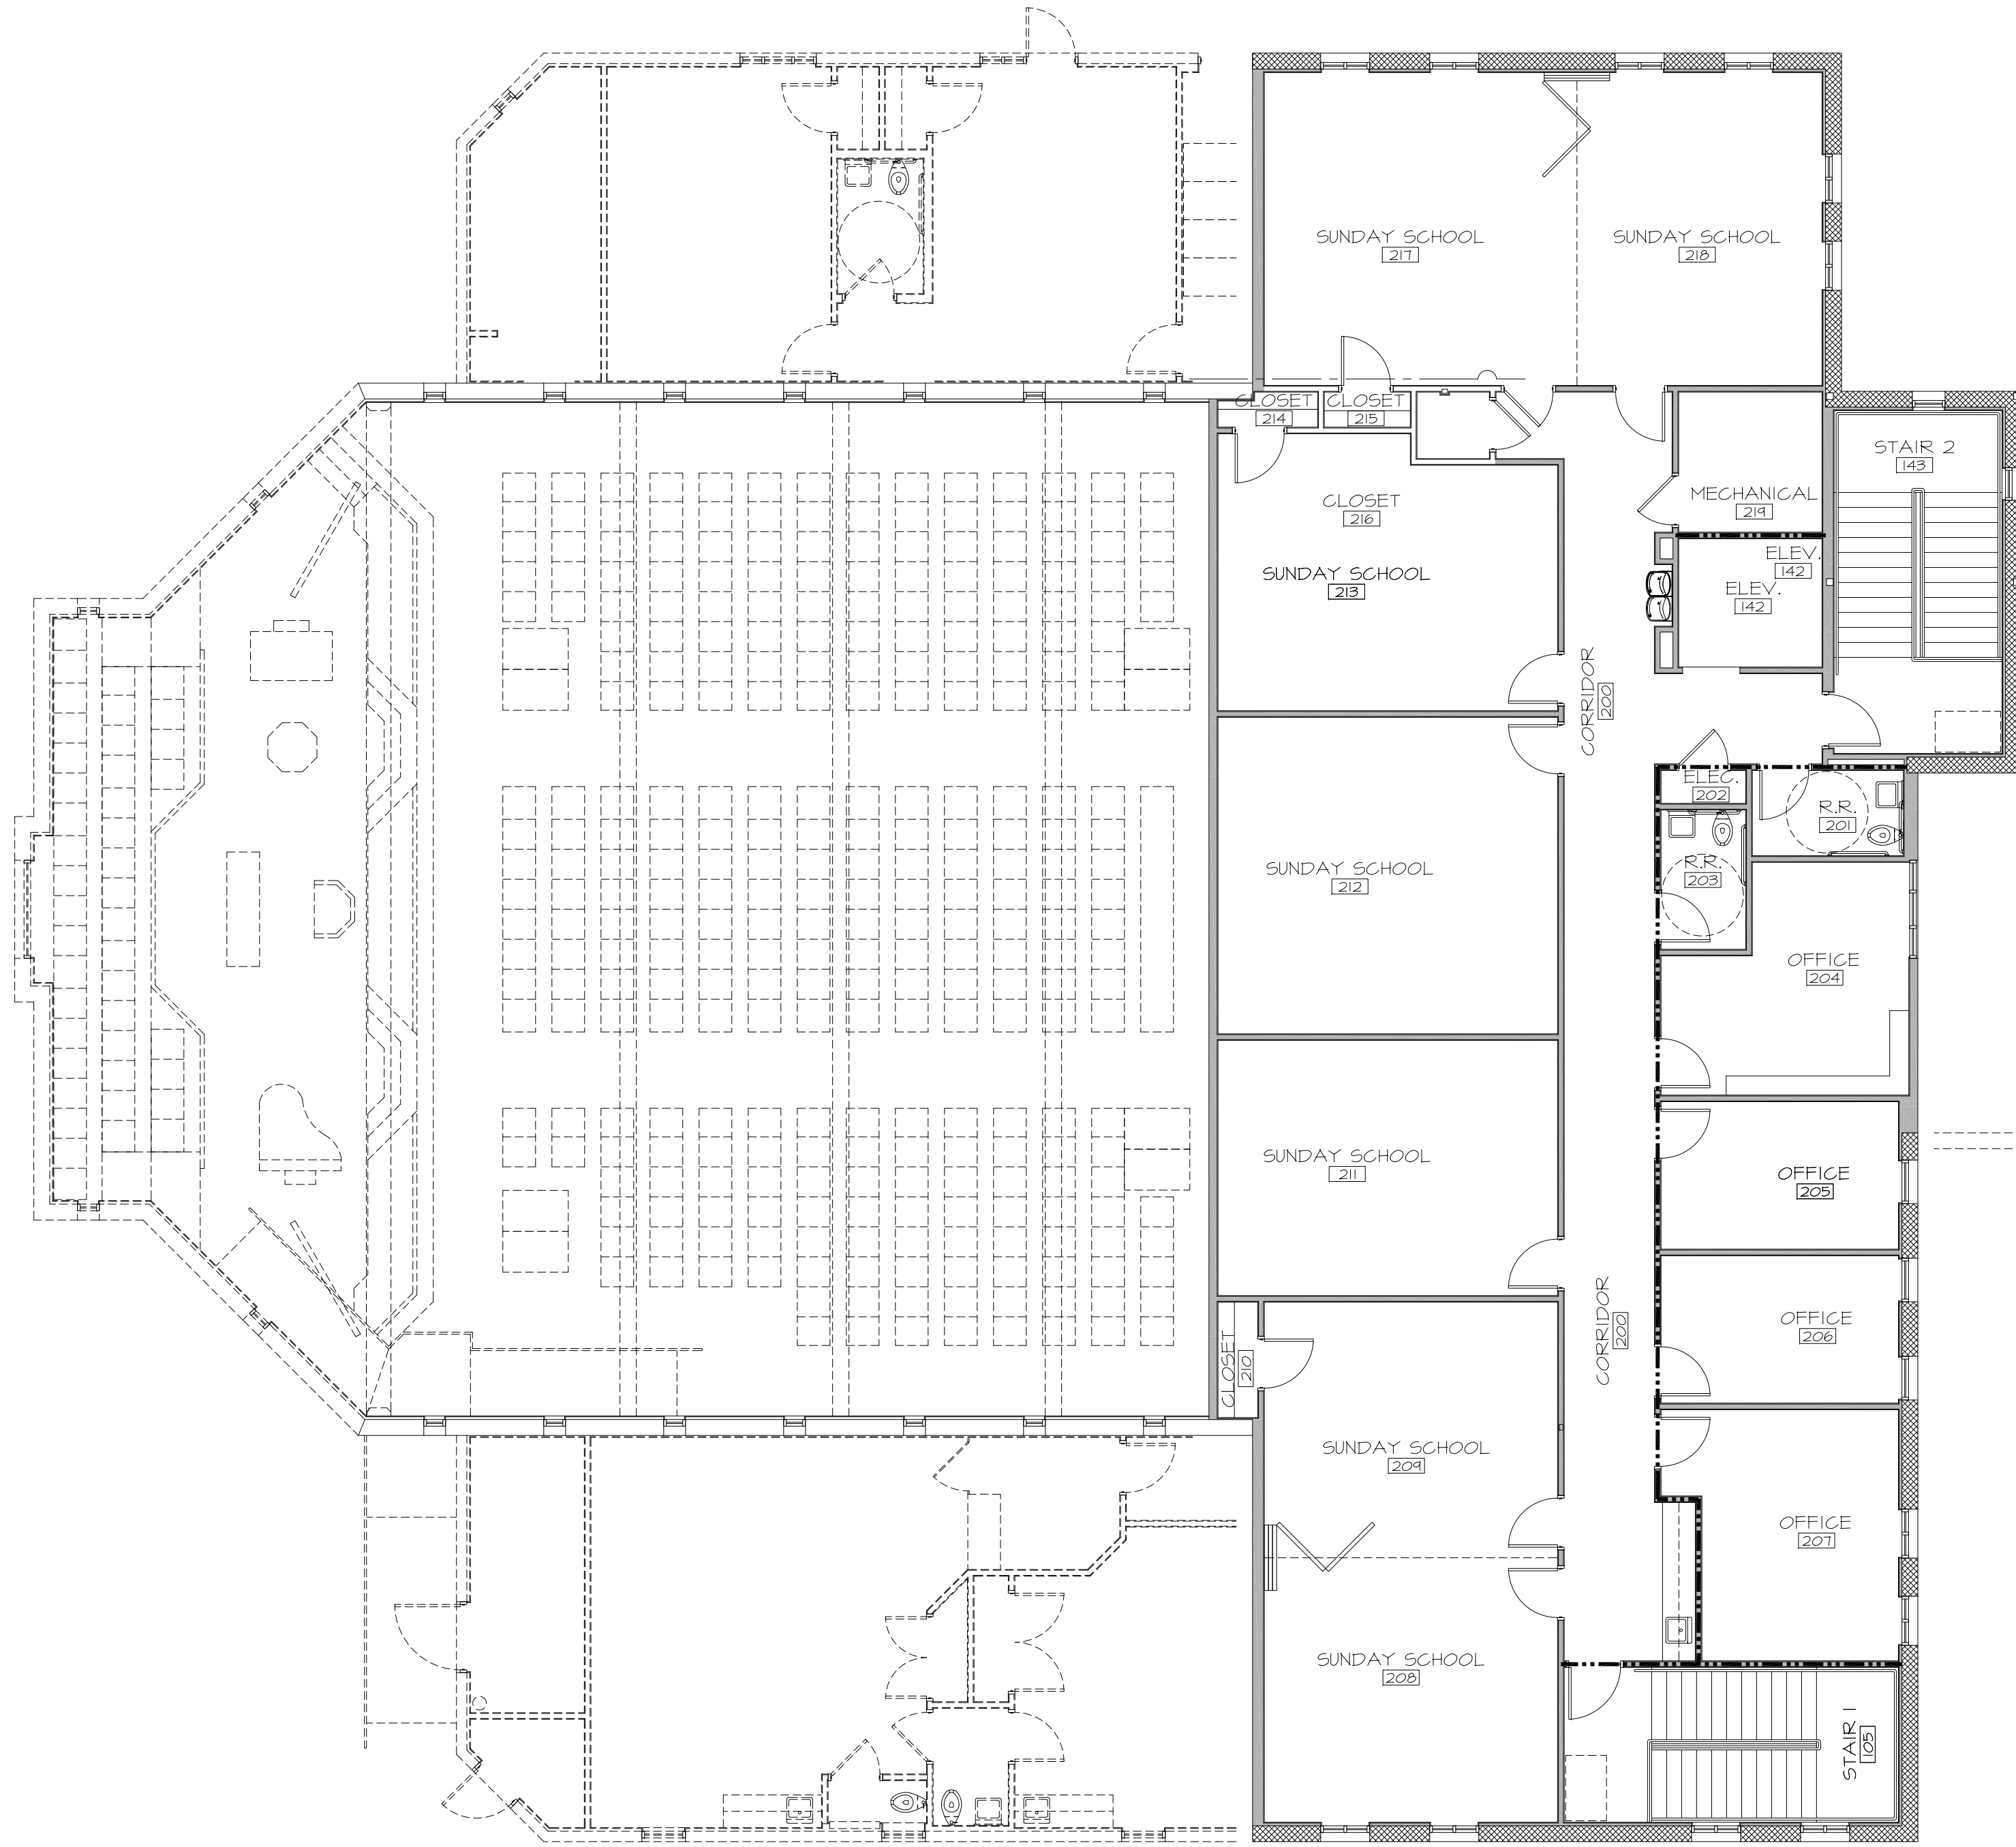 SUNDAY SCHOOL
217
SUNDAY SCHOOL
218
CLOSET
214
CLOSET
215
STAIR 2
143
CLOSET
216
MECHANICAL
219
SUNDAY SCHOOL
213
ELEV.
142
ELEV.
142
CORRIDOR
200
ELEC.
202
R.R.
201
R.R.
203
SUNDAY SCHOOL
212
OFFICE
204
SUNDAY SCHOOL
211
OFFICE
205
CORRIDOR
200
OFFICE
206
CLOSET
210
SUNDAY SCHOOL
209
OFFICE
207
SUNDAY SCHOOL
208
STAIR 1
105